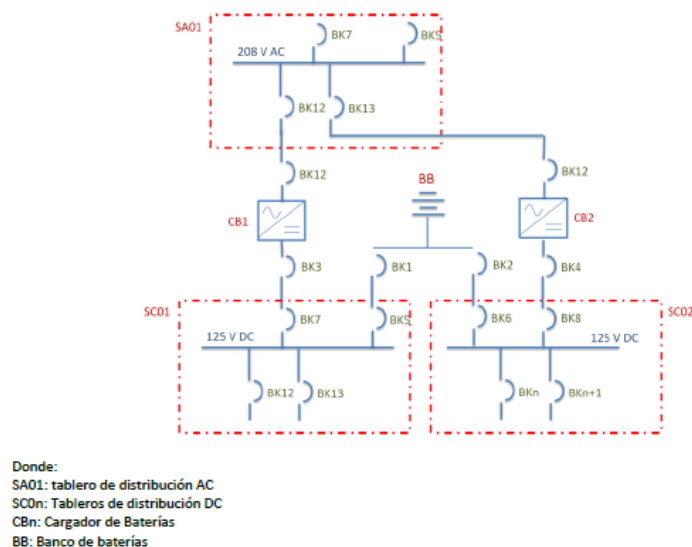 SA01
BK7
BK5
208 V AC
BK12
BK13
BK12
BB
BK12
CB1
CB2
BK3
BK1
BK2
BK4
SC01
SC02
BK7
BK5
BK6
BK8
125 V DC
125 V DC
BK12
BK13
BKn
BKn+1
Donde:
SA01: tablero de distribución AC
SC0n: Tableros de distribución DC
CBn: Cargador de Baterías
BB: Banco de baterías